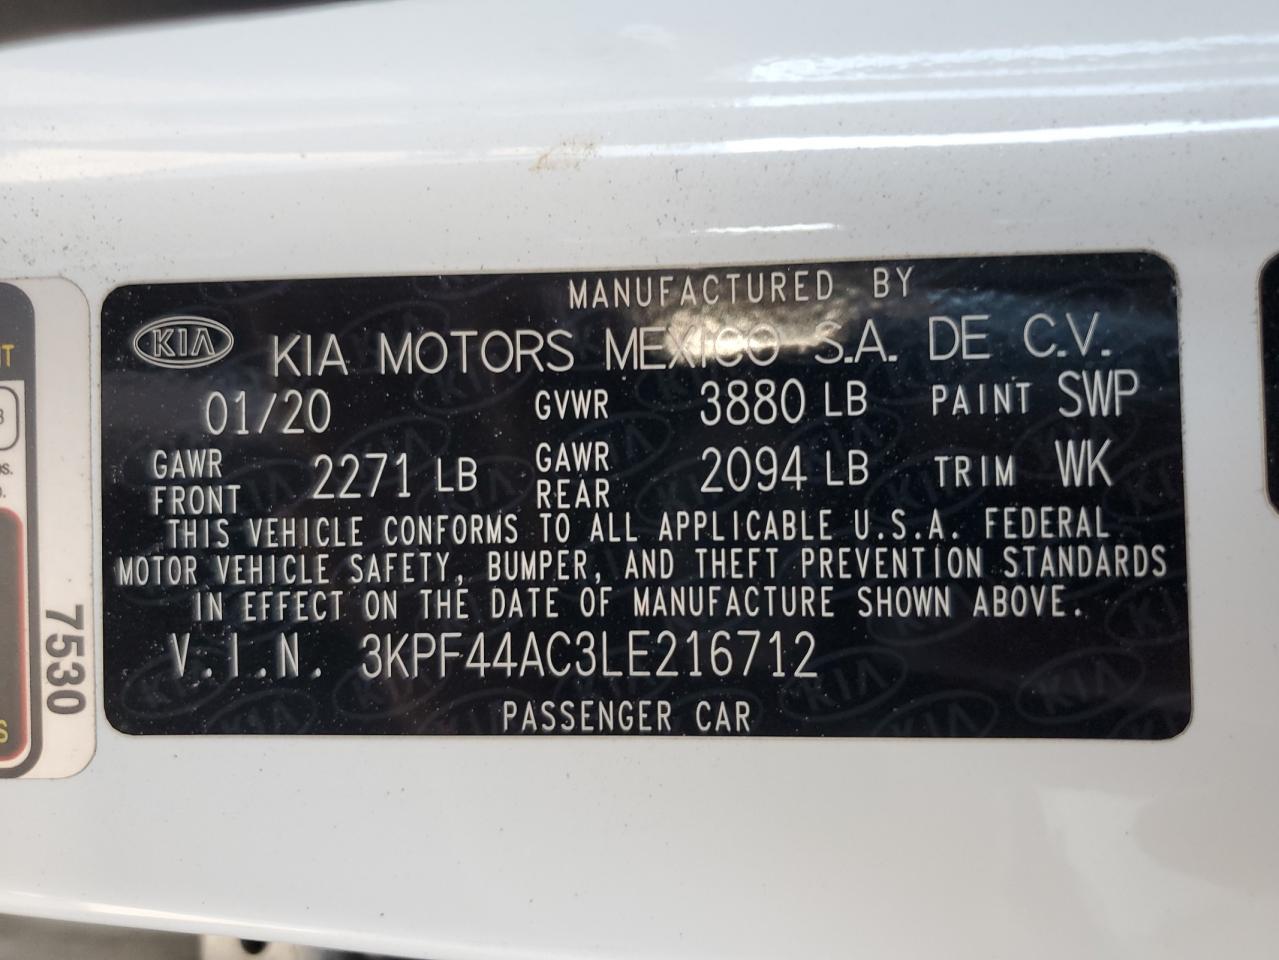 MANUFACTURED BY
KIA KIA MOTORS MEXICO S.A. DE C.V.
01/20 GVWR 3880 LB PAINT SWP
GAWR FRONT 2271 LB GAWR REAR 2094 LB TRIM WK
THIS VEHICLE CONFORMS TO ALL APPLICABLE U.S.A. FEDERAL
MOTOR VEHICLE SAFETY, BUMPER, AND THEFT PREVENTION STANDARDS
IN EFFECT ON THE DATE OF MANUFACTURE SHOWN ABOVE.
V.I.N. 3KPF44AC3LE216712
PASSENGER CAR
7530